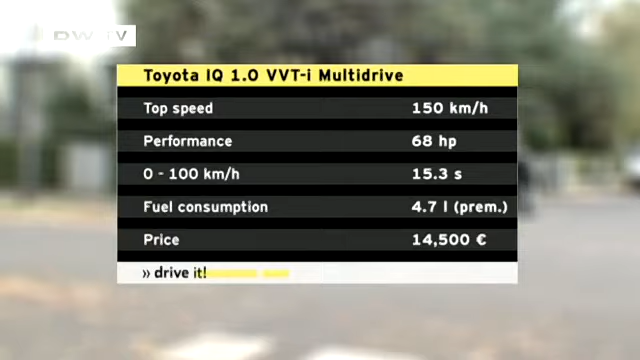 DW-TV
Toyota IQ 1.0 VVT-i Multidrive
Top speed 150 km/h
Performance 68 hp
0 - 100 km/h 15.3 s
Fuel consumption 4.7 l (prem.)
Price 14,500 €
» drive it!